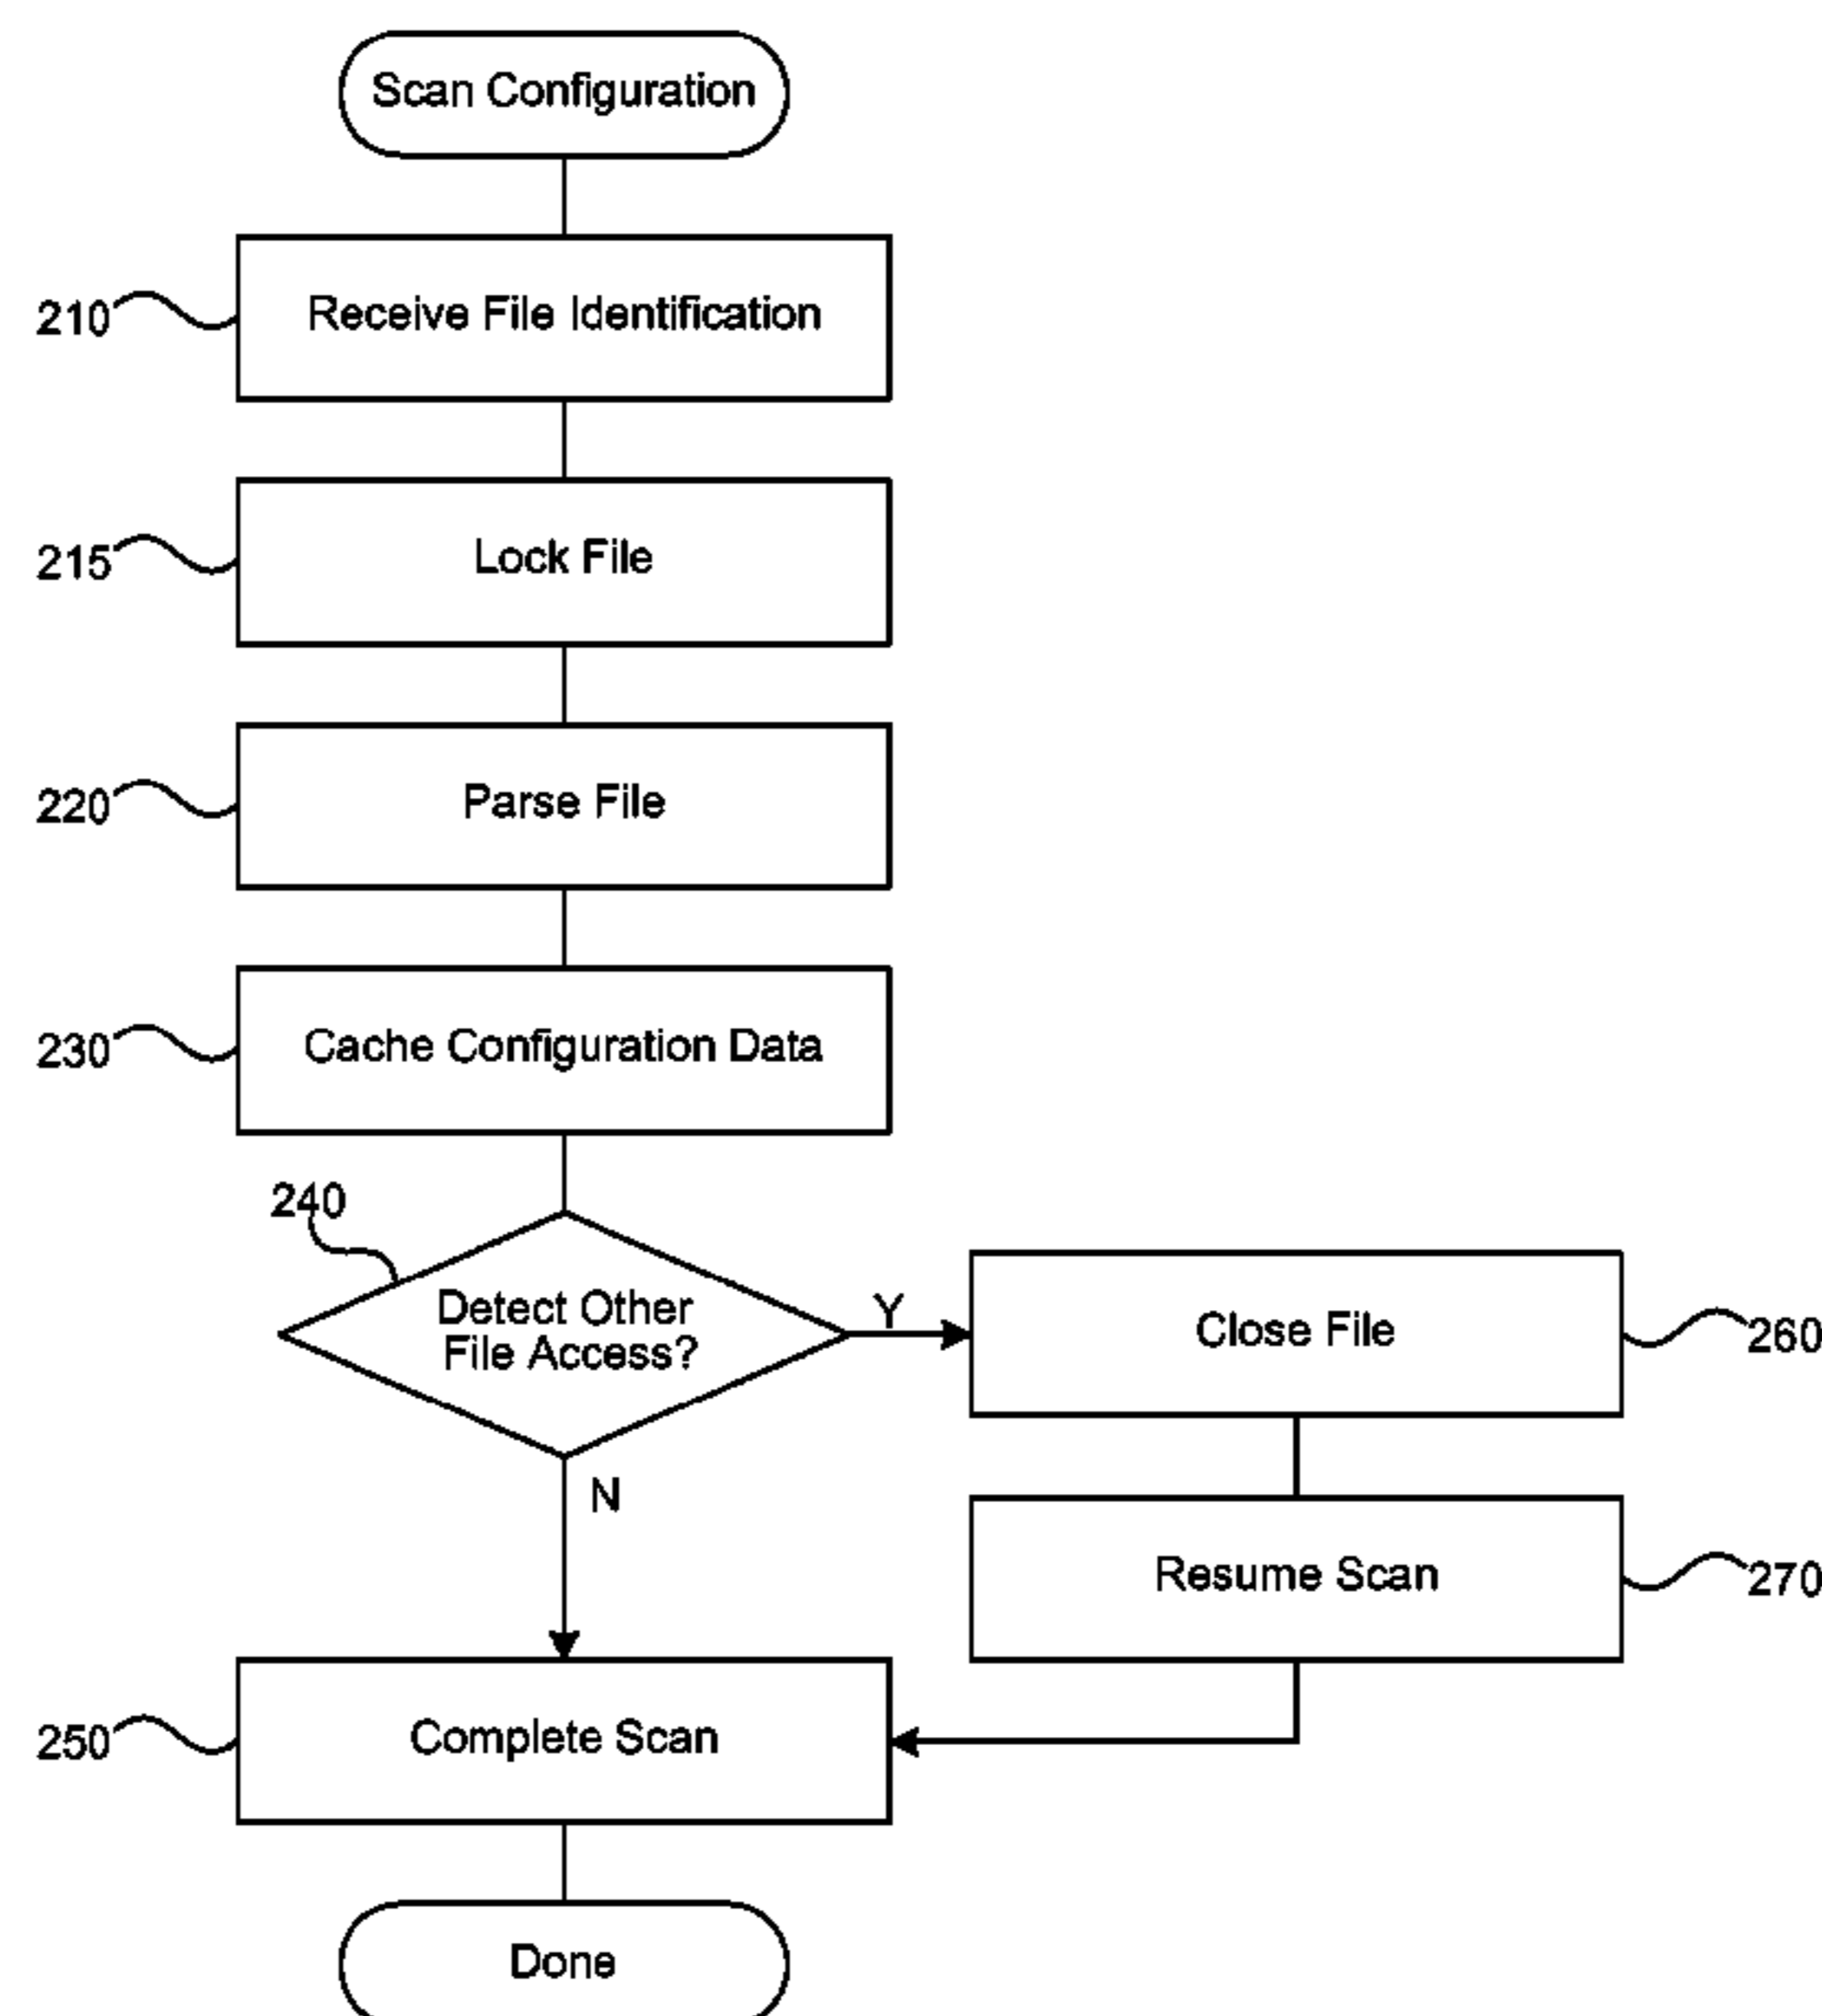 Scan Configuration
210
Receive File Identification
215
Lock File
220
Parse File
230
Cache Configuration Data
240
Detect Other
File Access?
Y
Close File
260
N
Resume Scan
270
250
Complete Scan
Done